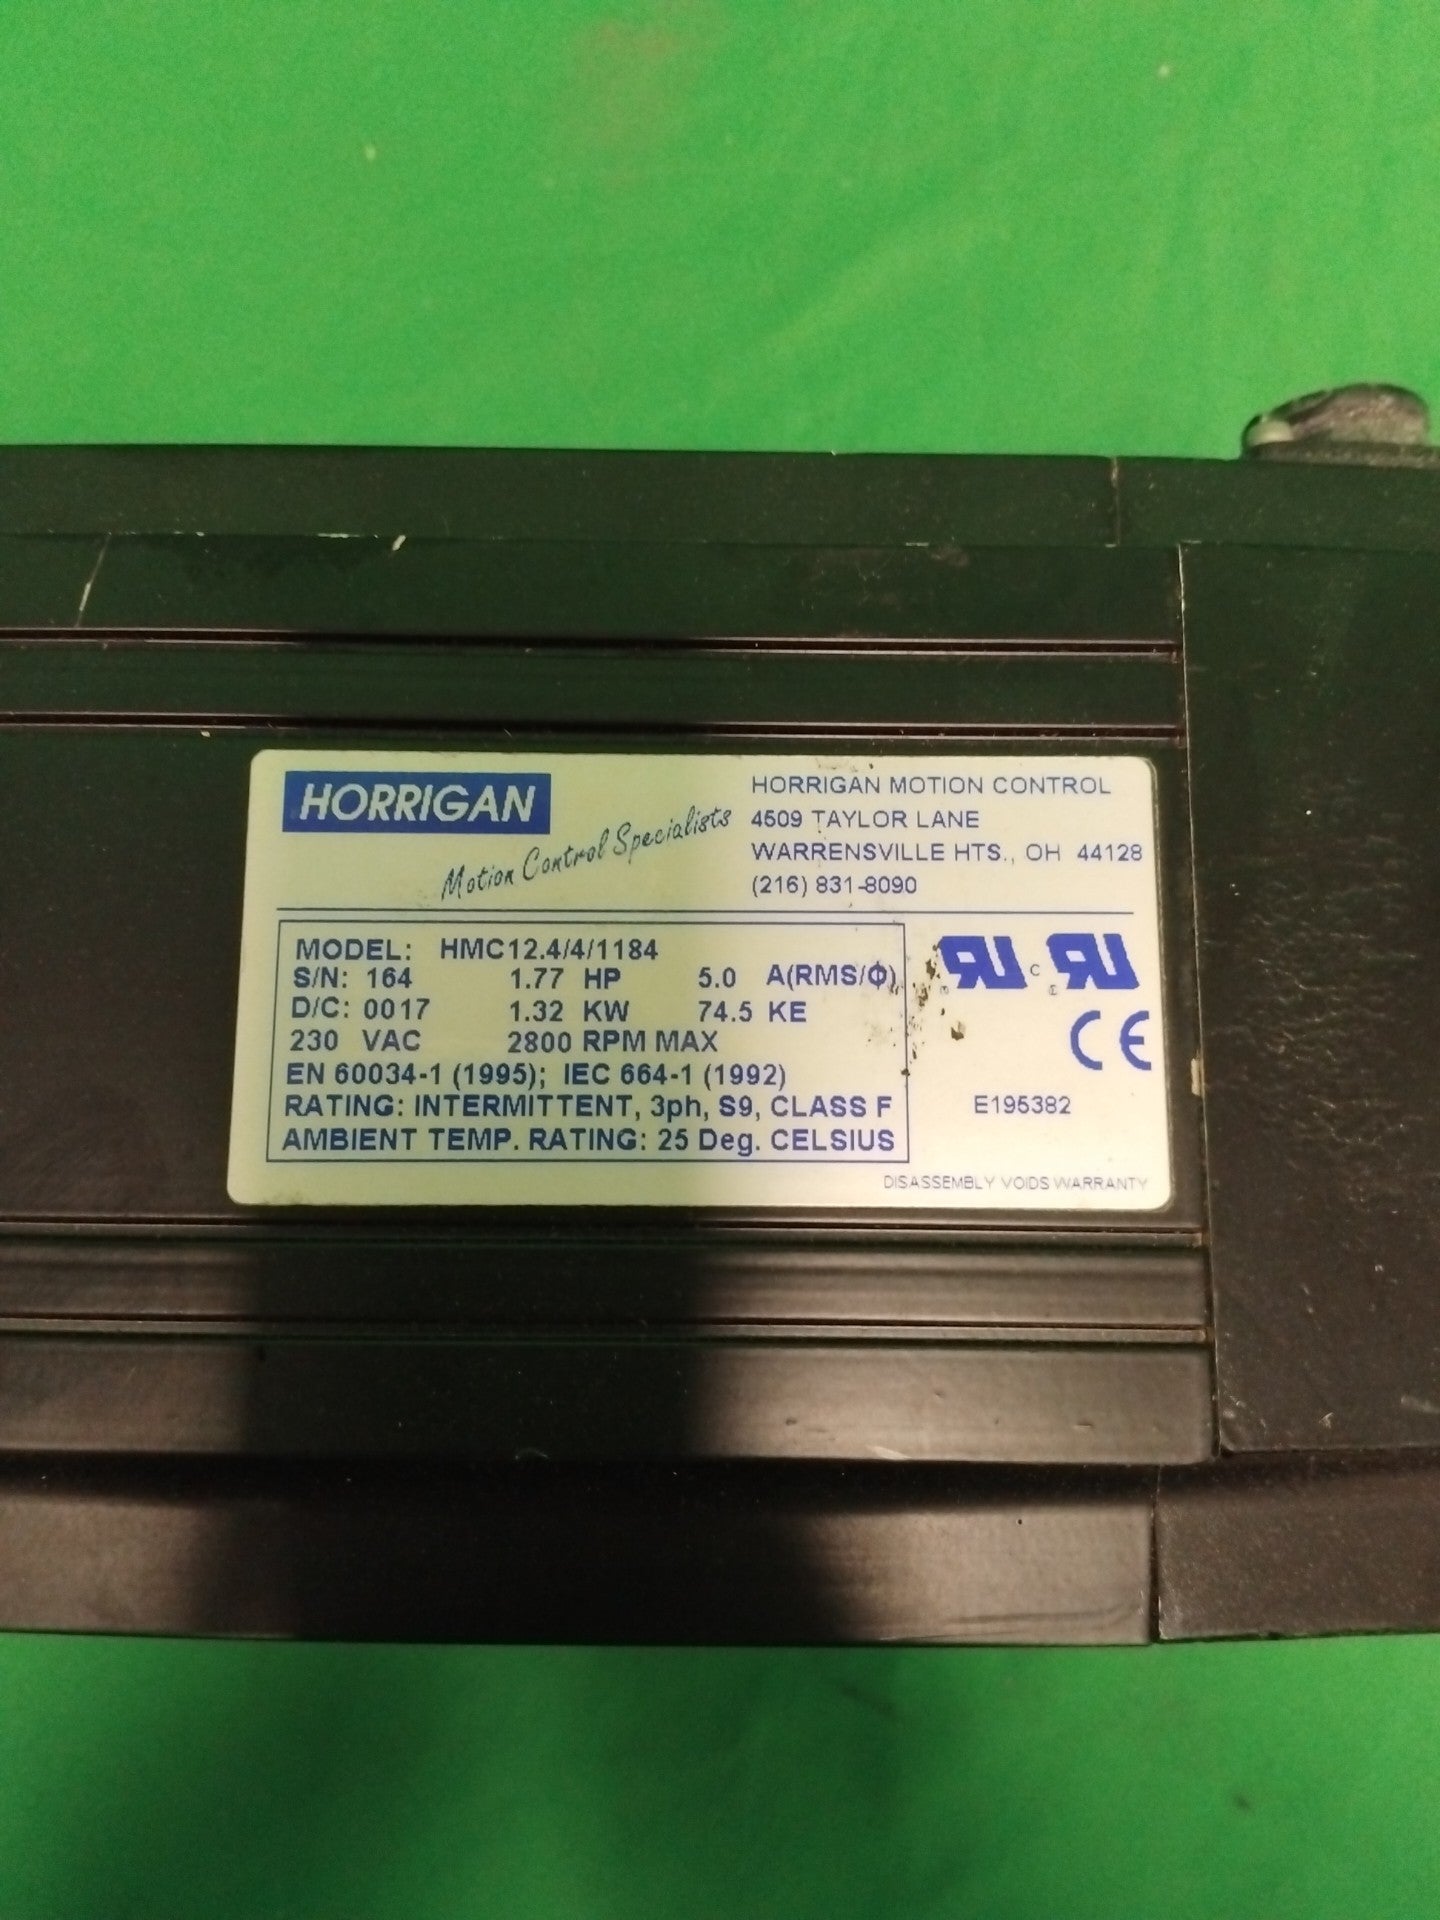 HORRIGAN
Motion Control Specialists
HORRIGAN MOTION CONTROL
4509 TAYLOR LANE
WARRENSVILLE HTS., OH 44128
(216) 831-8090
MODEL: HMC12.4/4/1184
S/N: 164 1.77 HP 5.0 A(RMS/Φ)
D/C: 0017 1.32 KW 74.5 KE
230 VAC 2800 RPM MAX
EN 60034-1 (1995); IEC 664-1 (1992)
RATING: INTERMITTENT, 3ph, S9, CLASS F
AMBIENT TEMP. RATING: 25 Deg. CELSIUS
RU C RU
CE
E195382
DISASSEMBLY VOIDS WARRANTY